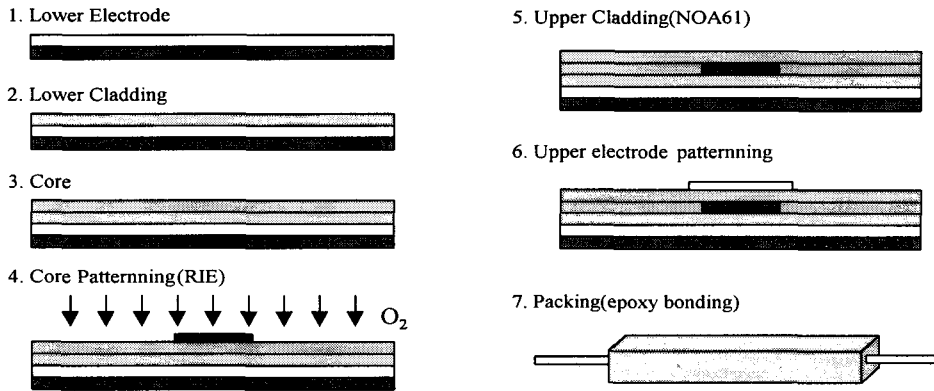 1. Lower Electrode
2. Lower Cladding
3. Core
4. Core Patternning(RIE)
O₂
5. Upper Cladding(NOA61)
6. Upper electrode patternning
7. Packing(epoxy bonding)